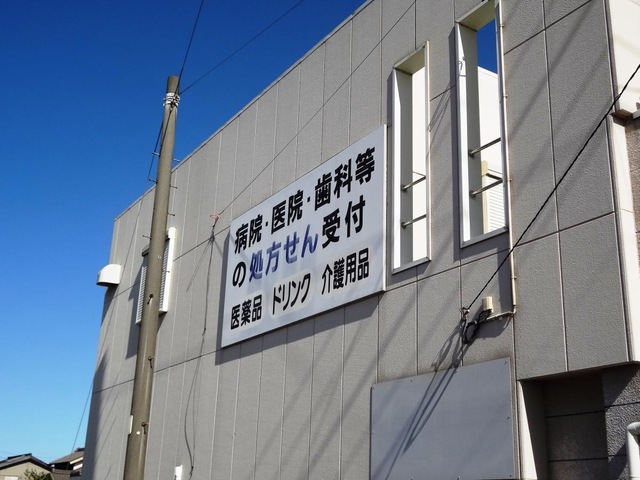 病院・医院・歯科等
の処方せん受付
医薬品 ドリンク 介護用品